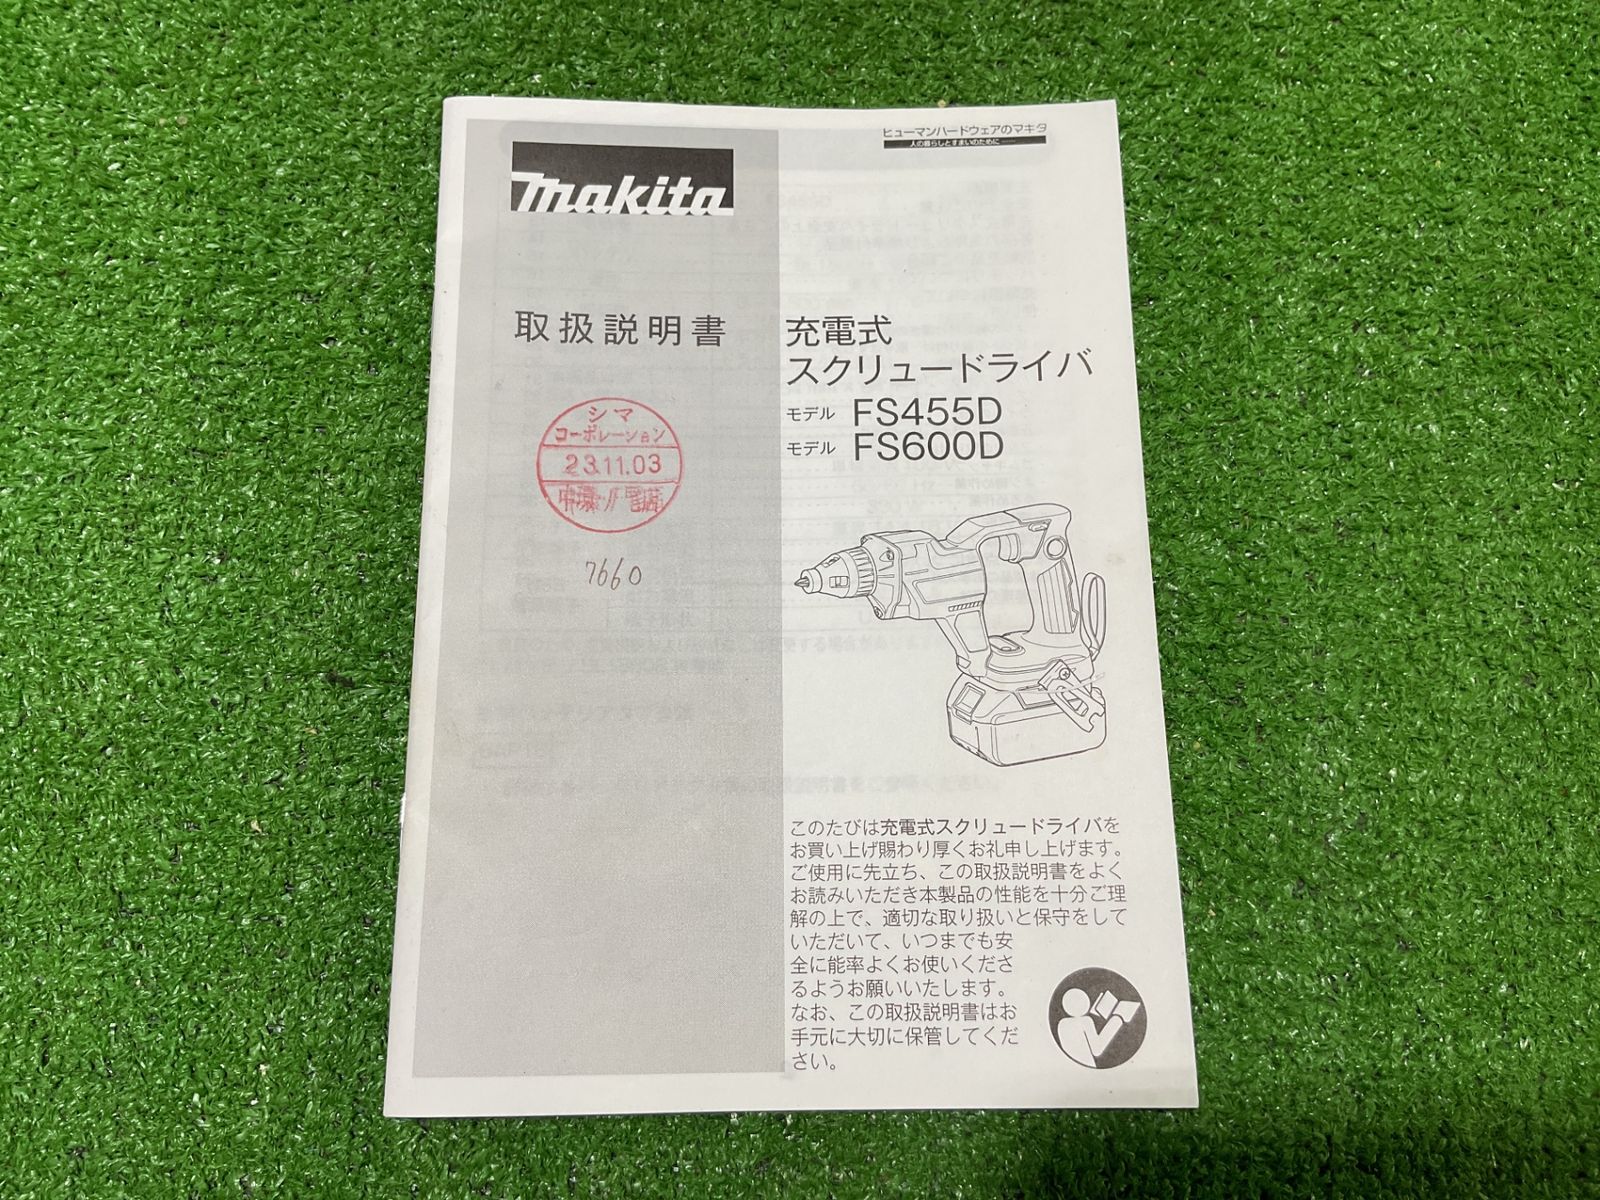 ヒューマンハードウェアのマキタ
人の暮らしとすまいのために
makita
取扱説明書
充電式
スクリュードライバ
モデル FS455D
モデル FS600D
シマ
コーポレーション
23.11.03
7660
このたびは充電式スクリュードライバを
お買い上げ賜わり厚くお礼申し上げます。
ご使用に先立ち、この取扱説明書をよく
お読みいただき本製品の性能を十分ご理
解の上で、適切な取り扱いと保守をして
いただいて、いつまでも安
全に能率よくお使いくださ
るようお願いいたします。
なお、この取扱説明書はお
手元に大切に保管してくだ
さい。